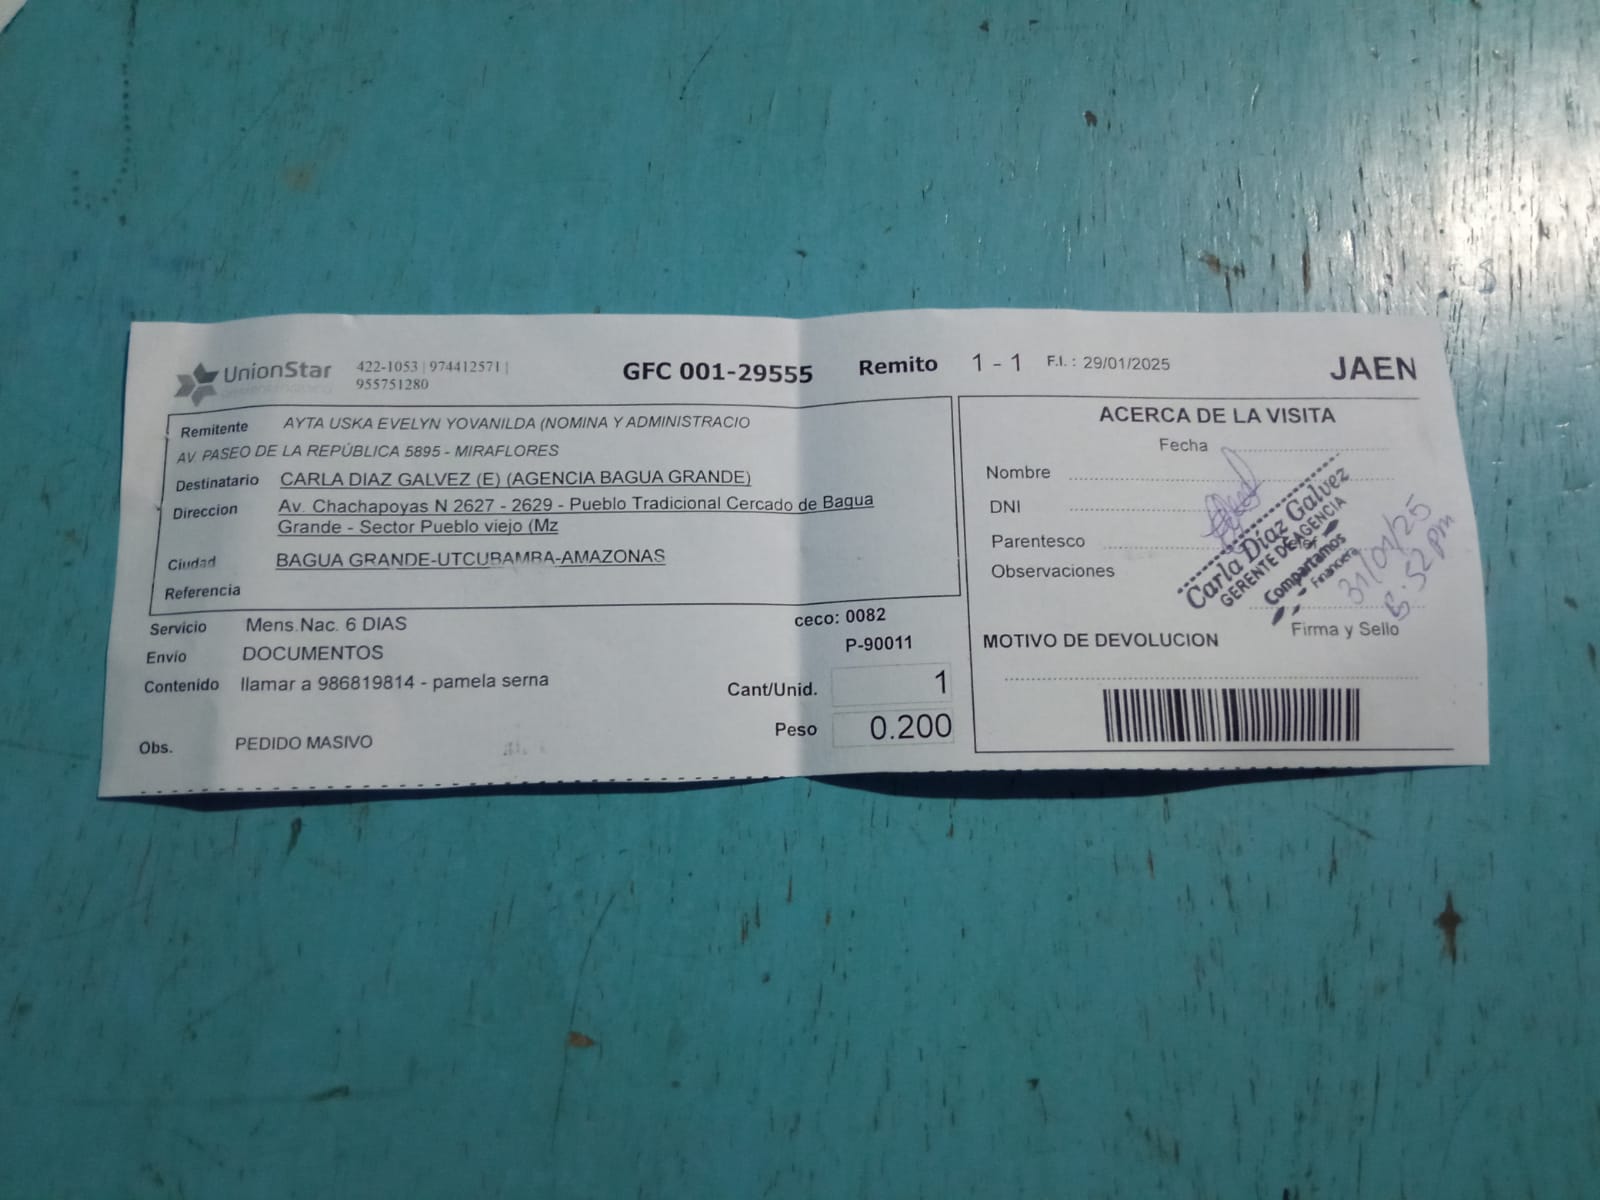 UnionStar
422-1053 | 974412571 |
955751280
GFC 001-29555
Remito 1 - 1
F.I. : 29/01/2025
JAEN
Remitente AYTA USKA EVELYN YOVANILDA (NOMINA Y ADMINISTRACIO
AV PASEO DE LA REPÚBLICA 5895 - MIRAFLORES
Destinatario CARLA DIAZ GALVEZ (E) (AGENCIA BAGUA GRANDE)
Direccion Av. Chachapoyas N 2627 - 2629 - Pueblo Tradicional Cercado de Bagua
Grande - Sector Pueblo viejo (Mz
Ciudad BAGUA GRANDE-UTCUBAMBA-AMAZONAS
Referencia
Servicio Mens.Nac. 6 DIAS
ceco: 0082
Envio DOCUMENTOS
P-90011
Contenido llamar a 986819814 - pamela serna
Cant/Unid. 1
Peso 0.200
Obs. PEDIDO MASIVO
ACERCA DE LA VISITA
Fecha
Nombre
DNI
Parentesco
Observaciones
Carla Díaz Galvez
GERENTE DE AGENCIA
Compartamos
Financiera
31/01/25
52 pm
Firma y Sello
MOTIVO DE DEVOLUCION